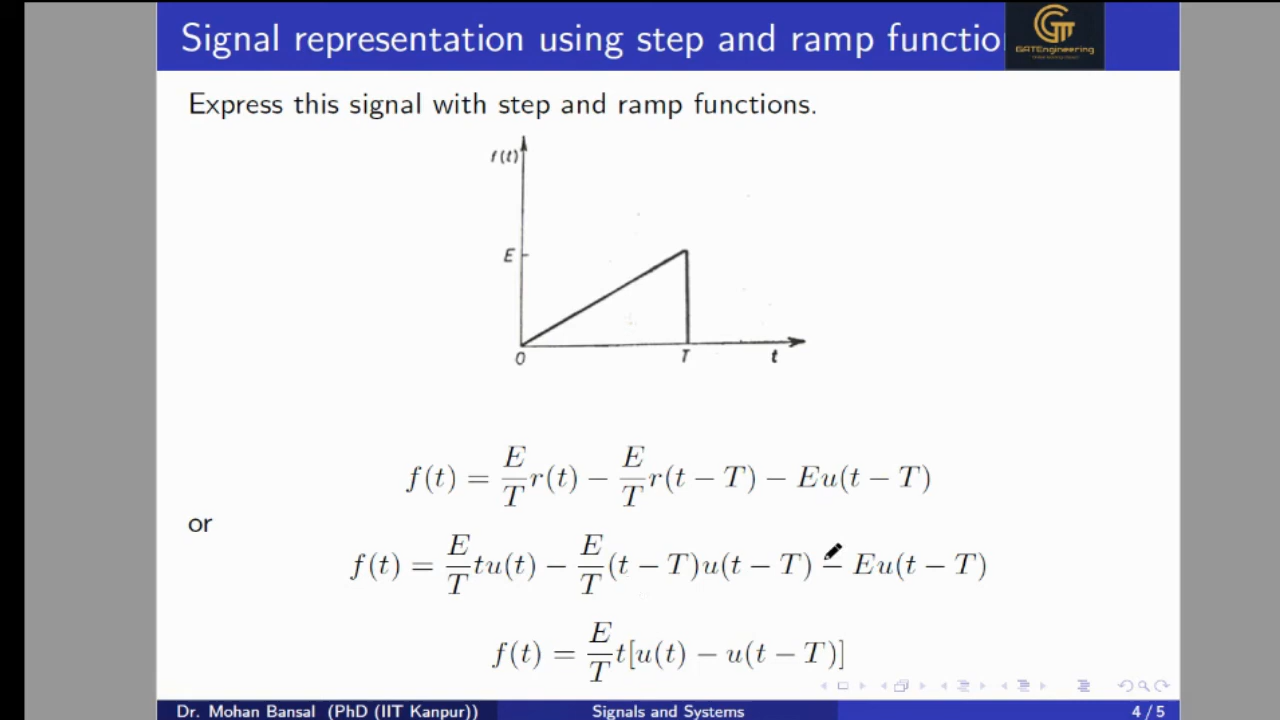 Signal representation using step and ramp functio
GATEngineering
Express this signal with step and ramp functions.
f(t)
E
0 T t
f(t) = E/T r(t) − E/T r(t − T) − Eu(t − T)
or
f(t) = E/T tu(t) − E/T (t − T)u(t − T) − Eu(t − T)
f(t) = E/T t[u(t) − u(t − T)]
Dr. Mohan Bansal (PhD (IIT Kanpur)) Signals and Systems 4 / 5